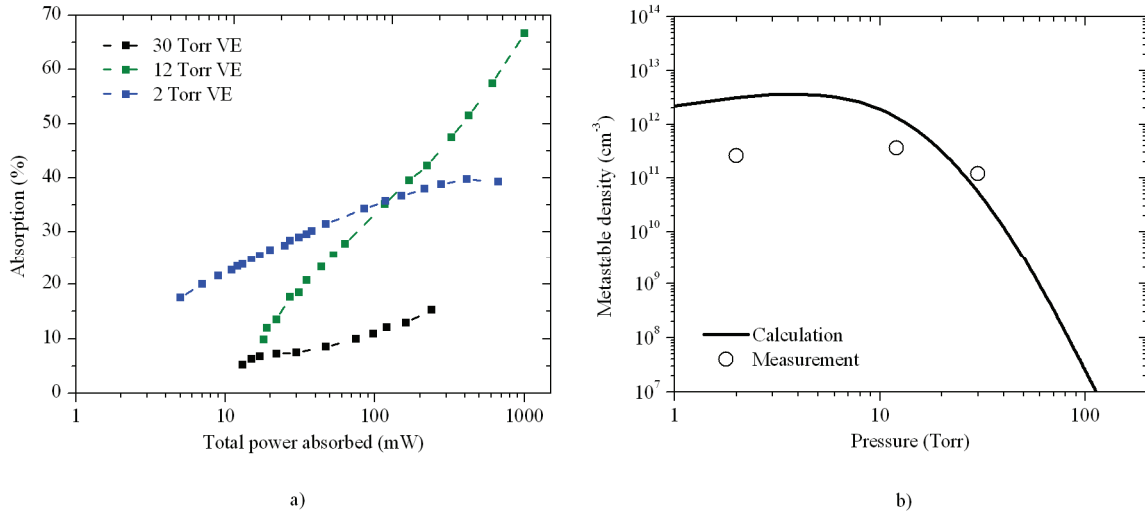 70
60
50
40
30
20
10
0
Absorption (%)
30 Torr VE
12 Torr VE
2 Torr VE
1 10 100 1000
Total power absorbed (mW)
a)
10^14
10^13
10^12
10^11
10^10
10^9
10^8
10^7
Metastable density (cm^-3)
Calculation
Measurement
1 10 100
Pressure (Torr)
b)